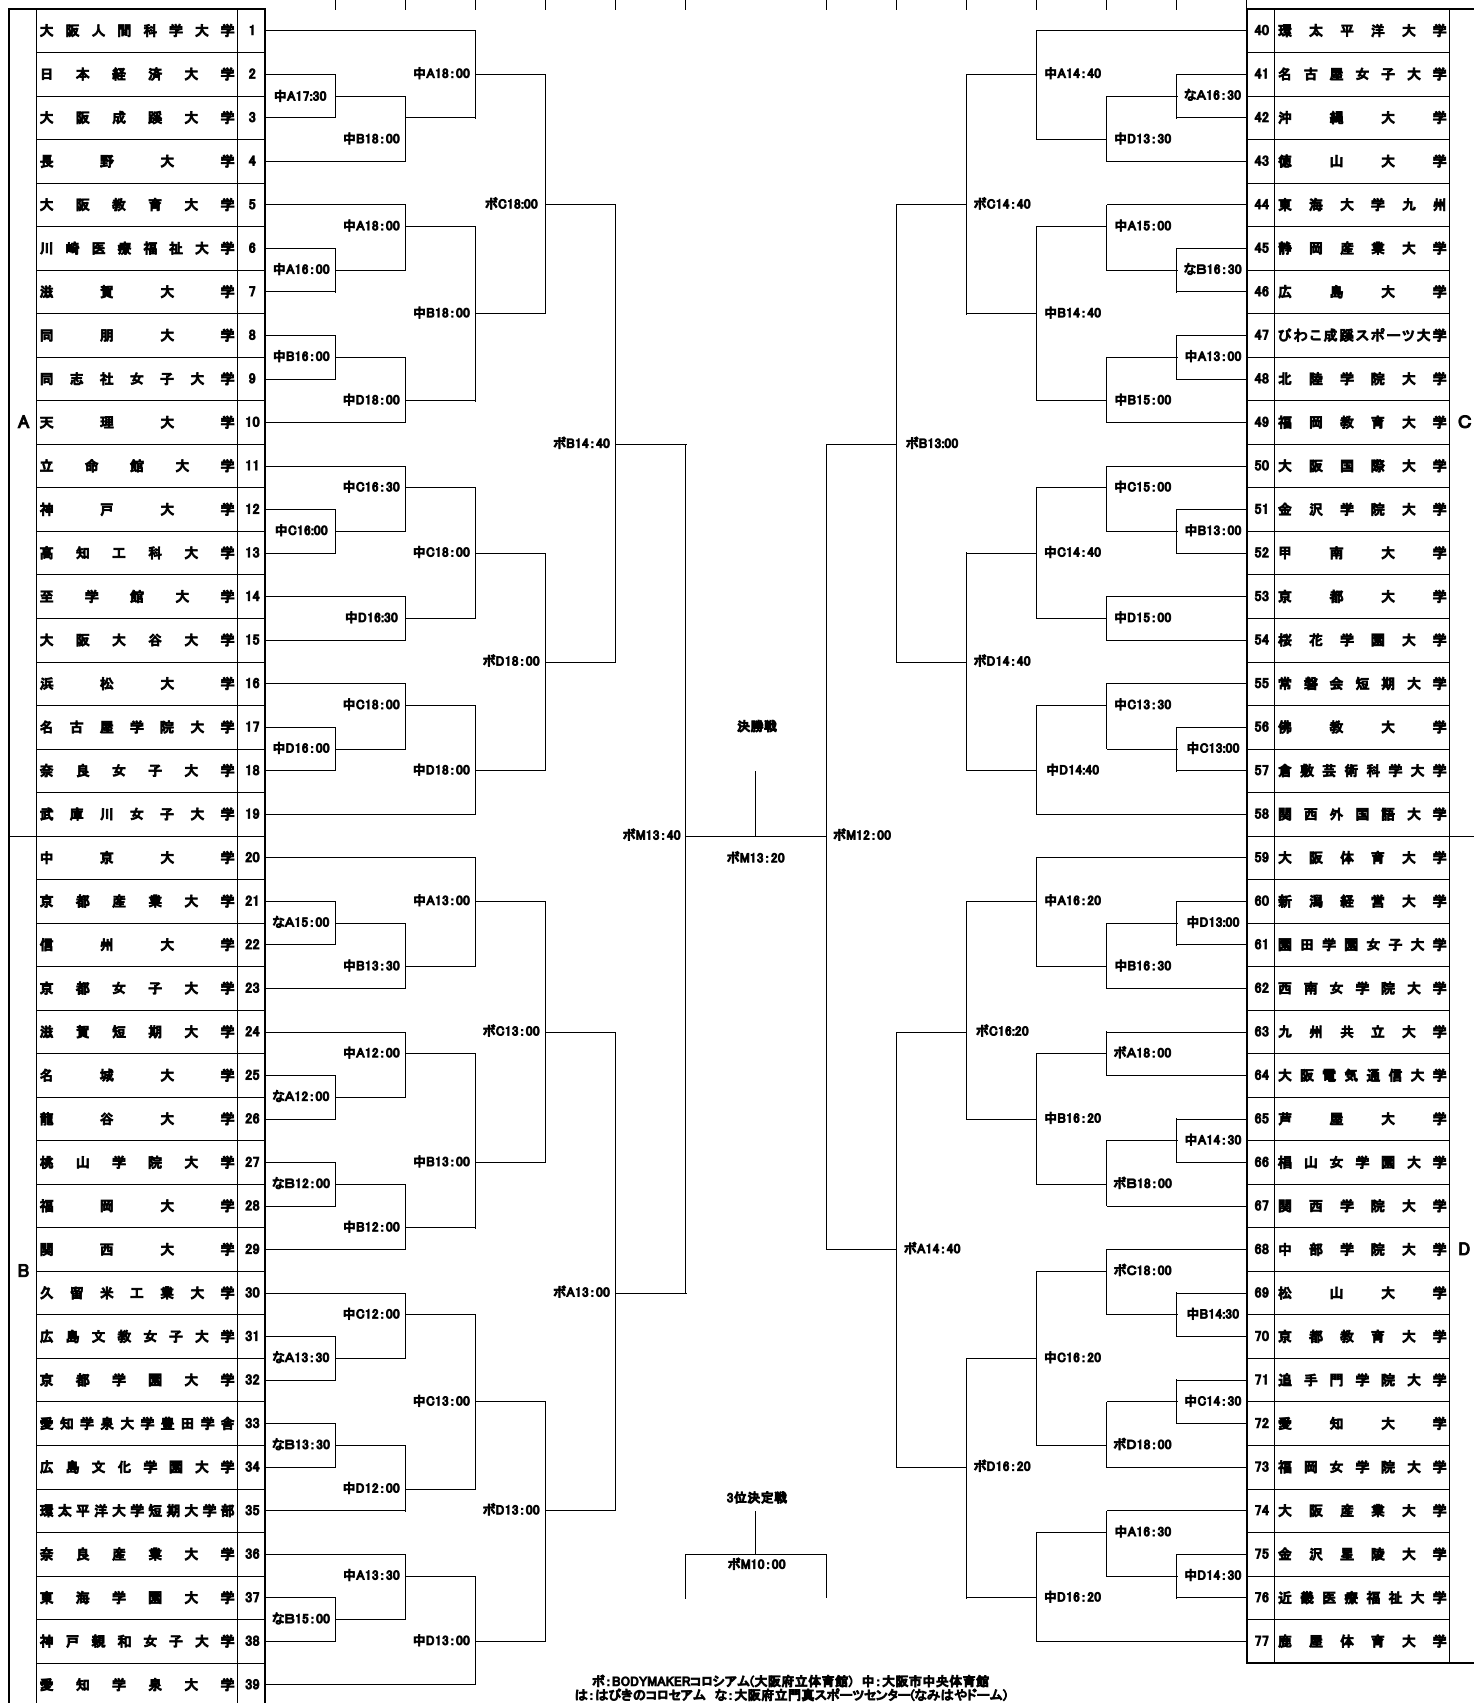 A
大阪人間科学大学 1
日本経済大学 2
大阪成蹊大学 3
長野大学 4
大阪教育大学 5
川崎医療福祉大学 6
滋賀大学 7
同朋大学 8
同志社女子大学 9
天理大学 10
立命館大学 11
神戸大学 12
高知工科大学 13
至学館大学 14
大阪大谷大学 15
浜松大学 16
名古屋学院大学 17
奈良女子大学 18
武庫川女子大学 19
B
中京大学 20
京都産業大学 21
信州大学 22
京都女子大学 23
滋賀短期大学 24
名城大学 25
龍谷大学 26
桃山学院大学 27
福岡大学 28
関西大学 29
久留米工業大学 30
広島文教女子大学 31
京都学園大学 32
愛知学泉大学豊田学舎 33
広島文化学園大学 34
環太平洋大学短期大学部 35
奈良産業大学 36
東海学園大学 37
神戸親和女子大学 38
愛知学泉大学 39
中A17:30
中A16:00
中B16:00
中C16:00
中D16:00
なA15:00
なA12:00
なB12:00
なA13:30
なB13:30
なB15:00
中B18:00
中A18:00
中D18:00
中C16:30
中D16:30
中C18:00
中B13:30
中A12:00
中B12:00
中C12:00
中D12:00
中A13:30
中A18:00
中B18:00
中C18:00
中D18:00
中A13:00
中B13:00
中C13:00
中D13:00
ボC18:00
ボD18:00
ボC13:00
ボD13:00
ボB14:40
ボA13:00
ボM13:40
決勝戦
ボM13:20
3位決定戦
ボM10:00
ボM12:00
ボB13:00
ボA14:40
ボC14:40
ボD14:40
ボC16:20
ボD16:20
中A14:40
中B14:40
中C14:40
中D14:40
中A16:20
中B16:20
中C16:20
中D16:20
中D13:30
中A15:00
中B15:00
中C15:00
中D15:00
中C13:30
中B16:30
ボA18:00
ボB18:00
ボC18:00
ボD18:00
中A16:30
なA16:30
なB16:30
中A13:00
中B13:00
中C13:00
中D13:00
中A14:30
中B14:30
中C14:30
中D14:30
C
40 環太平洋大学
41 名古屋女子大学
42 沖縄大学
43 徳山大学
44 東海大学九州
45 静岡産業大学
46 広島大学
47 びわこ成蹊スポーツ大学
48 北陸学院大学
49 福岡教育大学
50 大阪国際大学
51 金沢学院大学
52 甲南大学
53 京都大学
54 桜花学園大学
55 常磐会短期大学
56 佛教大学
57 倉敷芸術科学大学
58 関西外国語大学
D
59 大阪体育大学
60 新潟経営大学
61 園田学園女子大学
62 西南女学院大学
63 九州共立大学
64 大阪電気通信大学
65 芦屋大学
66 椙山女学園大学
67 関西学院大学
68 中部学院大学
69 松山大学
70 京都教育大学
71 追手門学院大学
72 愛知大学
73 福岡女学院大学
74 大阪産業大学
75 金沢星稜大学
76 近畿医療福祉大学
77 鹿屋体育大学
ボ:BODYMAKERコロシアム(大阪府立体育館) 中:大阪市中央体育館
は:はびきのコロセアム な:大阪府立門真スポーツセンター(なみはやドーム)